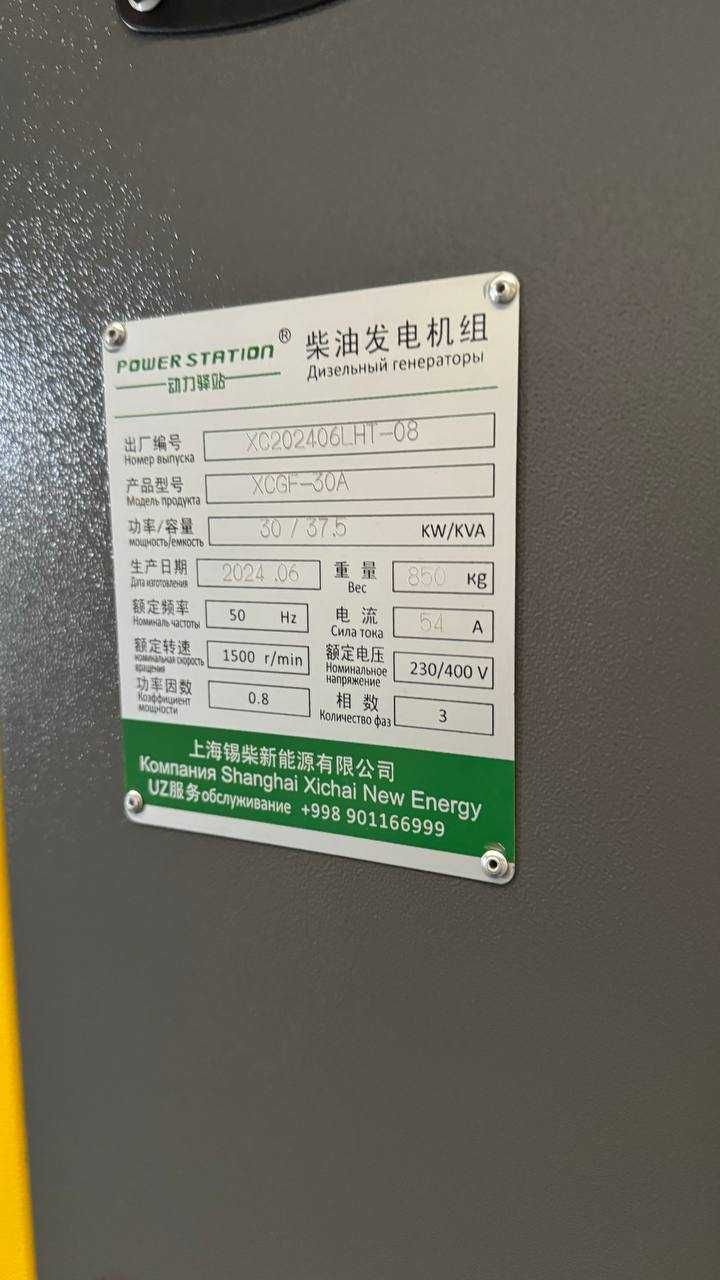 POWER STATION ®
动力驿站
柴油发电机组
Дизельный генераторы
出厂编号 XC202406LHT-08
Номер выпуска
产品型号 XCGF-30A
Модель продукта
功率/容量 30 / 37.5 KW/KVA
мощность/емкость
生产日期 2024.06 重量 850 кg
Дата изготовления Вес
额定频率 50 Hz 电流 54 A
Номиналь частоты Сила тока
额定转速 1500 r/min 额定电压 230/400 V
номинальная скорость вращения Номинальное напряжение
功率因数 0.8 相数 3
Коэффициент мощности Количество фаз
上海锡柴新能源有限公司
Компания Shanghai Xichai New Energy
UZ服务обслуживание +998 901166999